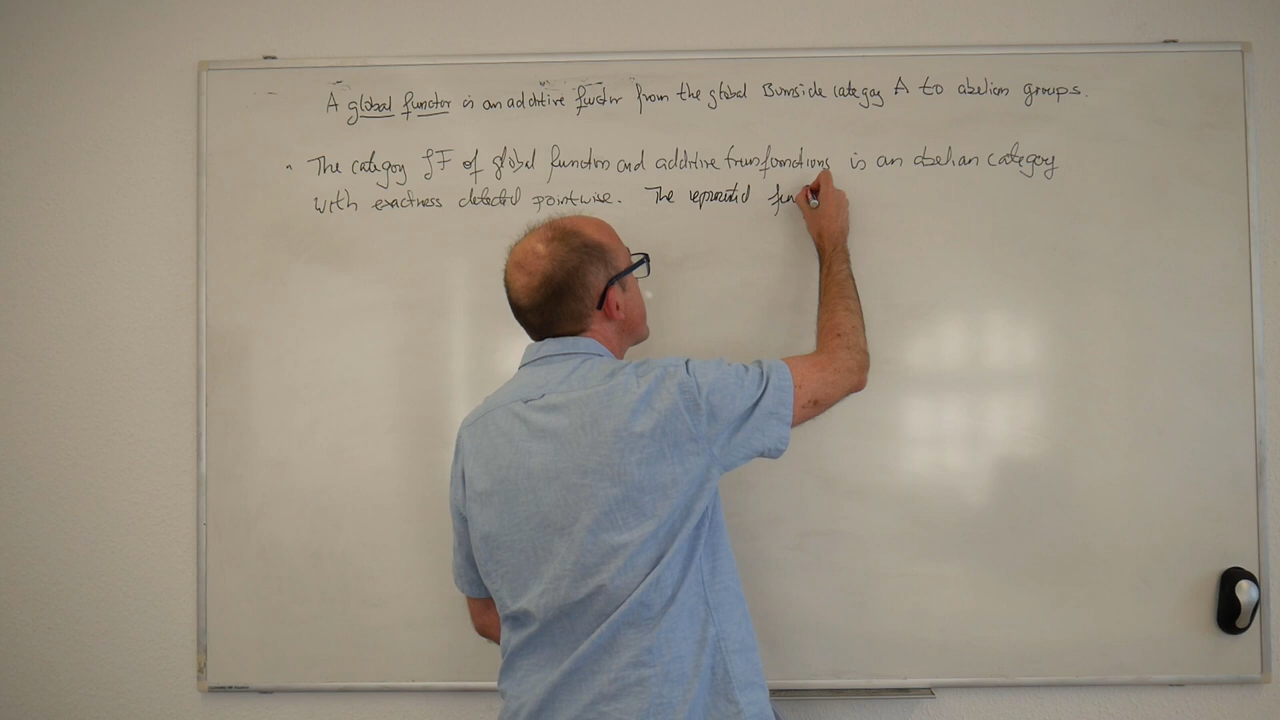 A global functor is an additive functor from the global Burnside category A to abelian groups.
The category GF of global functors and additive transformations is an abelian category
with exactness detected pointwise. The represented fun